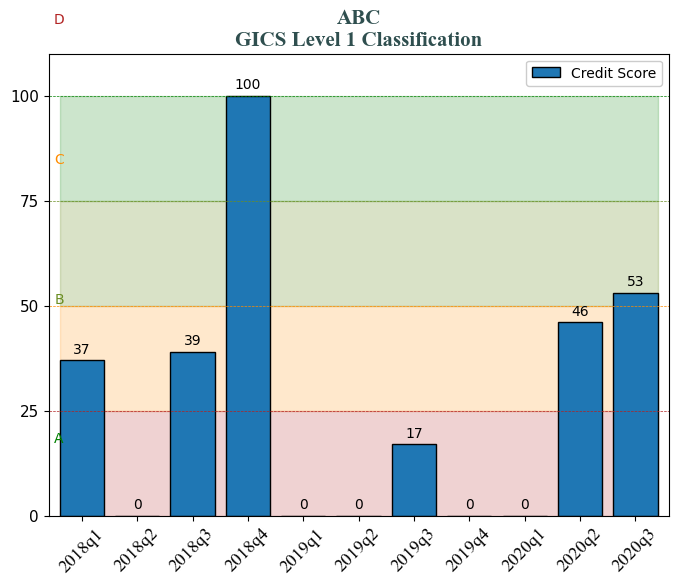 D
ABC
GICS Level 1 Classification
Credit Score
100
100
C
75
B
53
50
46
39
37
25
A
17
0
0
0
0
0
0
2018q1 2018q2 2018q3 2018q4 2019q1 2019q2 2019q3 2019q4 2020q1 2020q2 2020q3